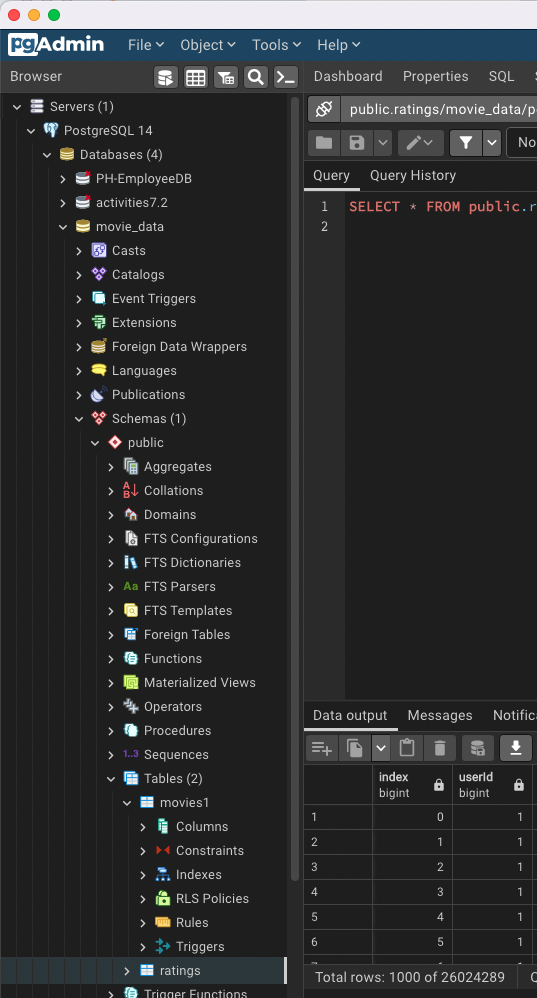 pgAdmin File Object Tools Help
Browser Dashboard Properties SQL
Servers (1)
public.ratings/movie_data/p
PostgreSQL 14
Databases (4)
No
PH-EmployeeDB
Query Query History
activities7.2
1 SELECT * FROM public.r
movie_data
2
Casts
Catalogs
Event Triggers
Extensions
Foreign Data Wrappers
Languages
Publications
Schemas (1)
public
Aggregates
Collations
Domains
FTS Configurations
FTS Dictionaries
Aa FTS Parsers
FTS Templates
Foreign Tables
Functions
Materialized Views
Operators
Data output Messages Notific
Procedures
1..3 Sequences
Tables (2)
index userId
bigint bigint
movies1
1 0 1
Columns
2 1 1
Constraints
3 2 1
Indexes
4 3 1
RLS Policies
5 4 1
Rules
6 5 1
Triggers
ratings
Total rows: 1000 of 26024289
Trigger Functions